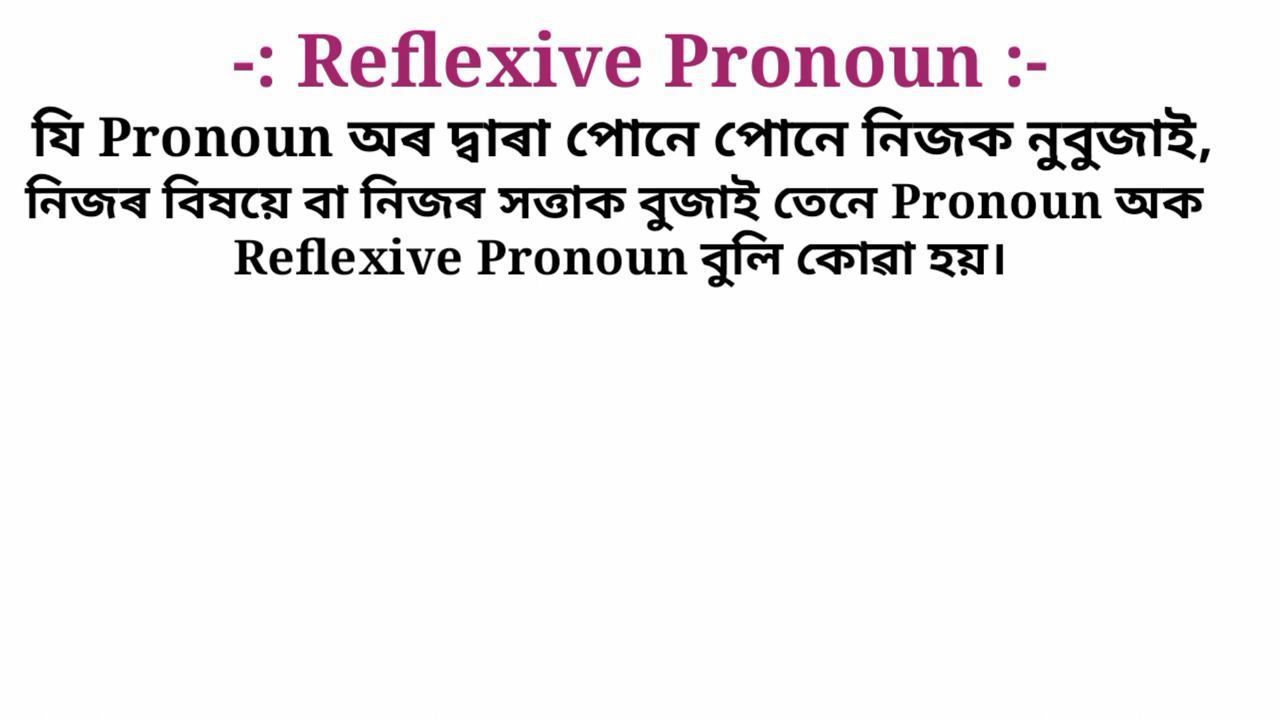 -: Reflexive Pronoun :-
যি Pronoun অৰ দ্বাৰা পোনে পোনে নিজক নুবুজাই,
নিজৰ বিষয়ে বা নিজৰ সত্তাক বুজাই তেনে Pronoun অক
Reflexive Pronoun বুলি কোৱা হয়।